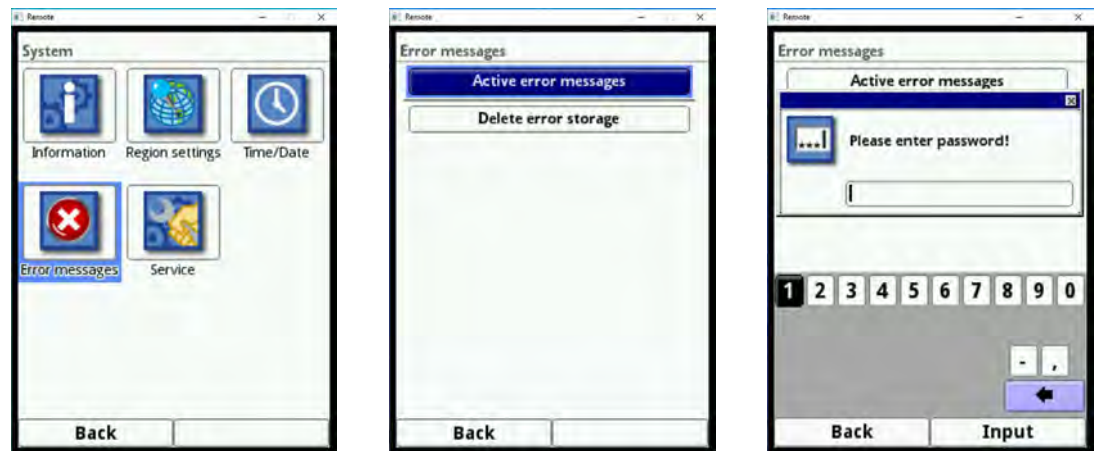 Remote
System
Information Region settings Time/Date
Error messages Service
Back
Remote
Error messages
Active error messages
Delete error storage
Back
Remote
Error messages
Active error messages
Please enter password!
1 2 3 4 5 6 7 8 9 0
- ,
Back Input